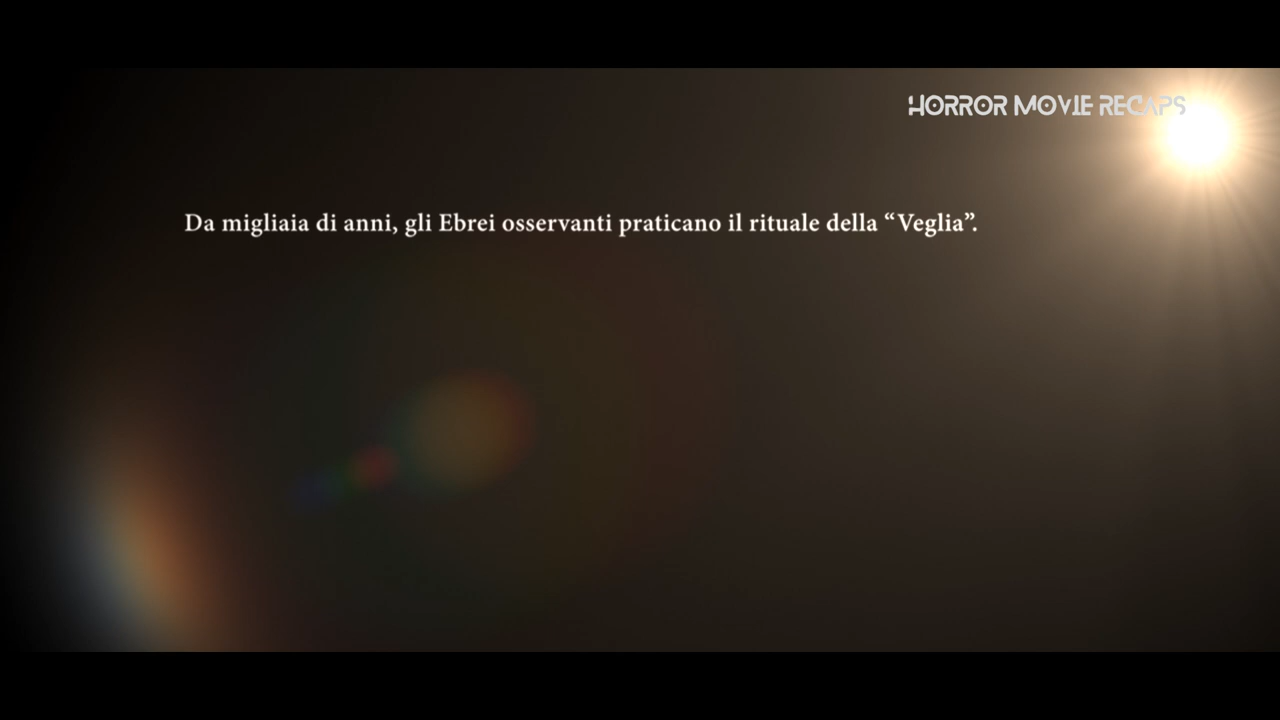 HORROR MOVIE RECAPS
Da migliaia di anni, gli Ebrei osservanti praticano il rituale della “Veglia”.